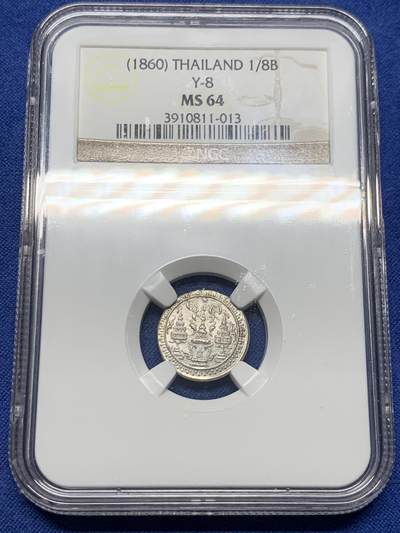 (1860) THAILAND 1/8B
Y-8
MS 64
3910811-013
NGC